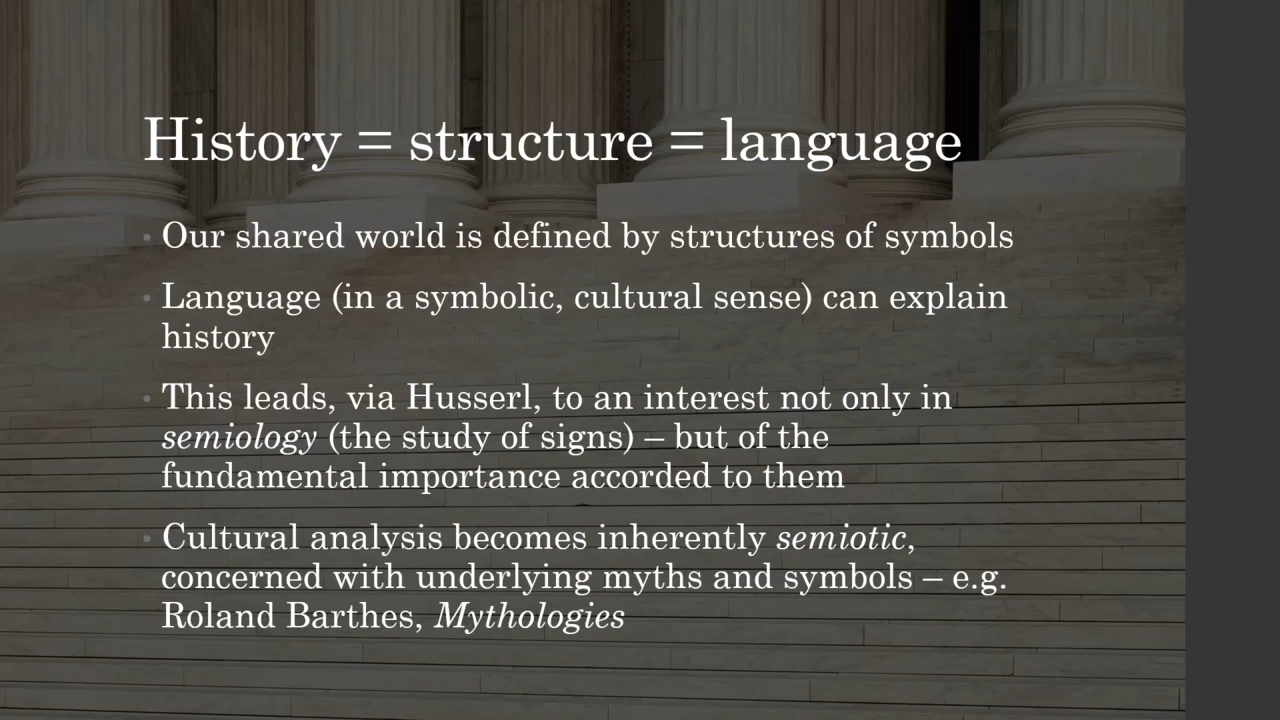 History = structure = language
• Our shared world is defined by structures of symbols
• Language (in a symbolic, cultural sense) can explain
history
• This leads, via Husserl, to an interest not only in
semiology (the study of signs) – but of the
fundamental importance accorded to them
• Cultural analysis becomes inherently semiotic,
concerned with underlying myths and symbols – e.g.
Roland Barthes, Mythologies